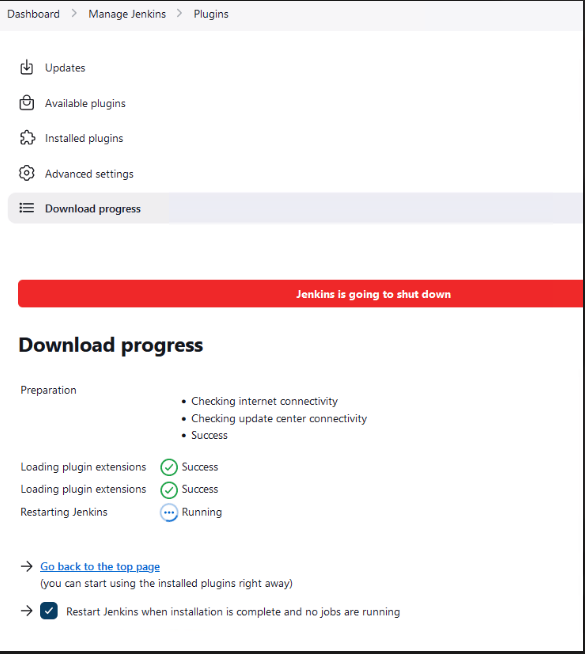 Dashboard > Manage Jenkins > Plugins
Updates
Available plugins
Installed plugins
Advanced settings
Download progress
Jenkins is going to shut down
Download progress
Preparation
• Checking internet connectivity
• Checking update center connectivity
• Success
Loading plugin extensions Success
Loading plugin extensions Success
Restarting Jenkins Running
→ Go back to the top page
(you can start using the installed plugins right away)
→ Restart Jenkins when installation is complete and no jobs are running